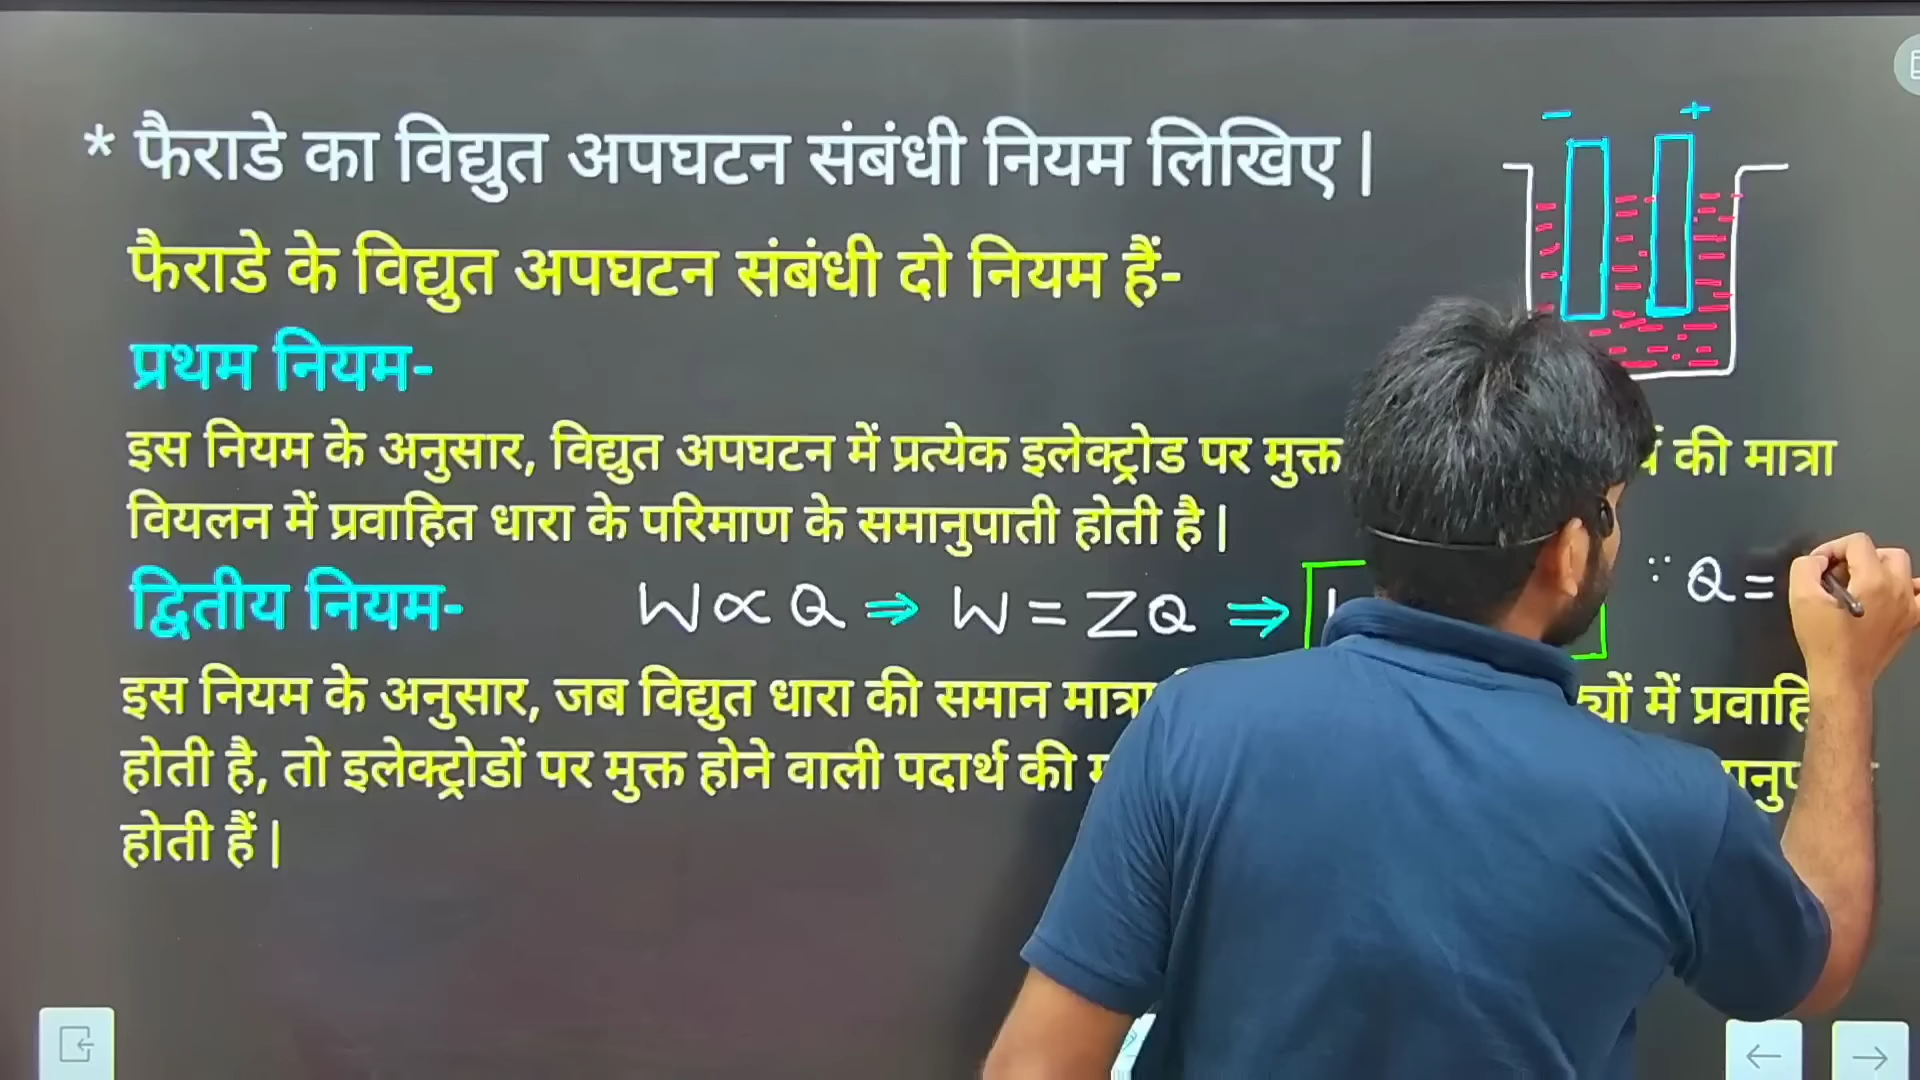 * फैराडे का विद्युत अपघटन संबंधी नियम लिखिए |
फैराडे के विद्युत अपघटन संबंधी दो नियम हैं-
प्रथम नियम-
इस नियम के अनुसार, विद्युत अपघटन में प्रत्येक इलेक्ट्रोड पर मुक्त की मात्रा
वियलन में प्रवाहित धारा के परिमाण के समानुपाती होती है |
द्वितीय नियम- W ∝ Q ⇒ W = ZQ ⇒ ∵ Q =
इस नियम के अनुसार, जब विद्युत धारा की समान में
होती है, तो इलेक्ट्रोडों पर मुक्त होने वाली पदार्थ की
होती हैं |
- +